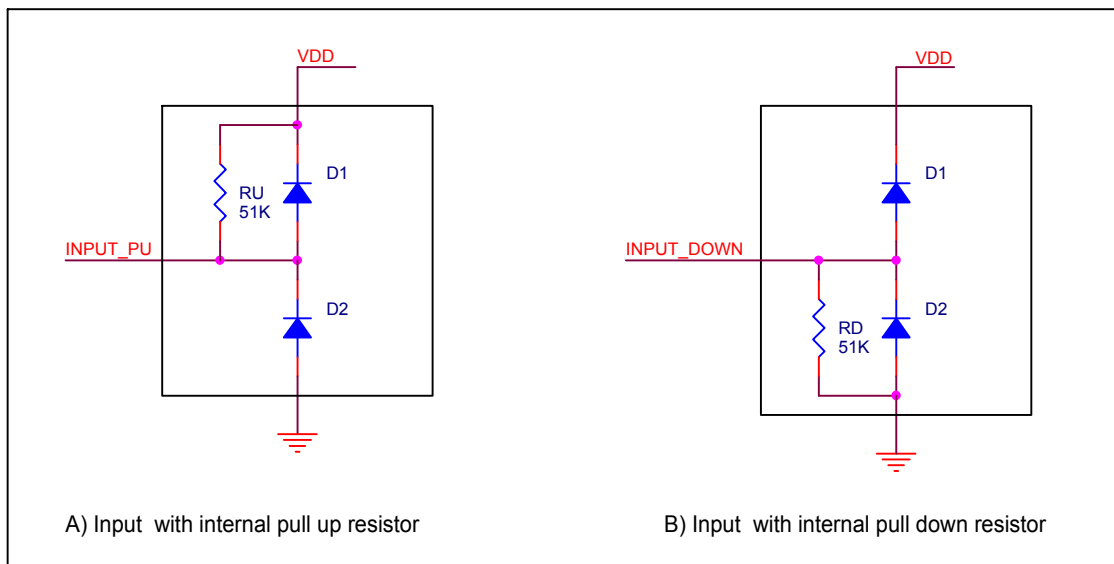 VDD
D1
RU
51K
INPUT_PU
D2
A) Input with internal pull up resistor
VDD
D1
INPUT_DOWN
RD
51K
D2
B) Input with internal pull down resistor